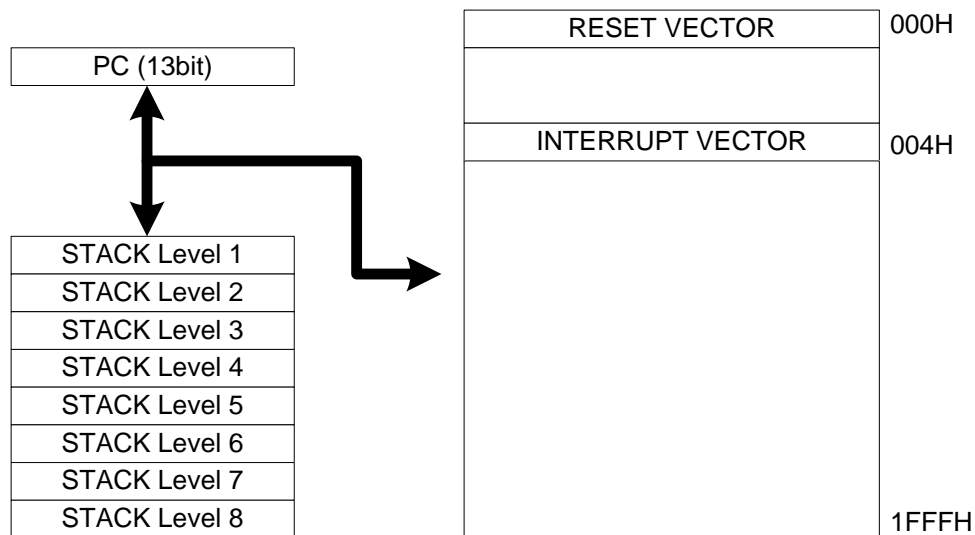 PC (13bit)
STACK Level 1
STACK Level 2
STACK Level 3
STACK Level 4
STACK Level 5
STACK Level 6
STACK Level 7
STACK Level 8
RESET VECTOR 000H
INTERRUPT VECTOR 004H
1FFFH